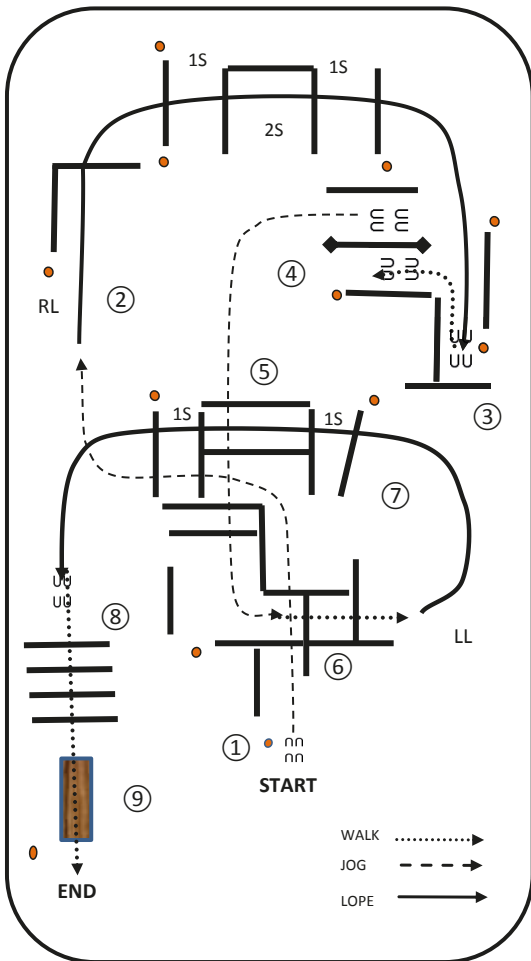 1S
1S
2S
④
RL
②
⑤
③
1S
1S
⑦
⑧
LL
⑥
①
START
⑨
WALK
JOG
END
LOPE